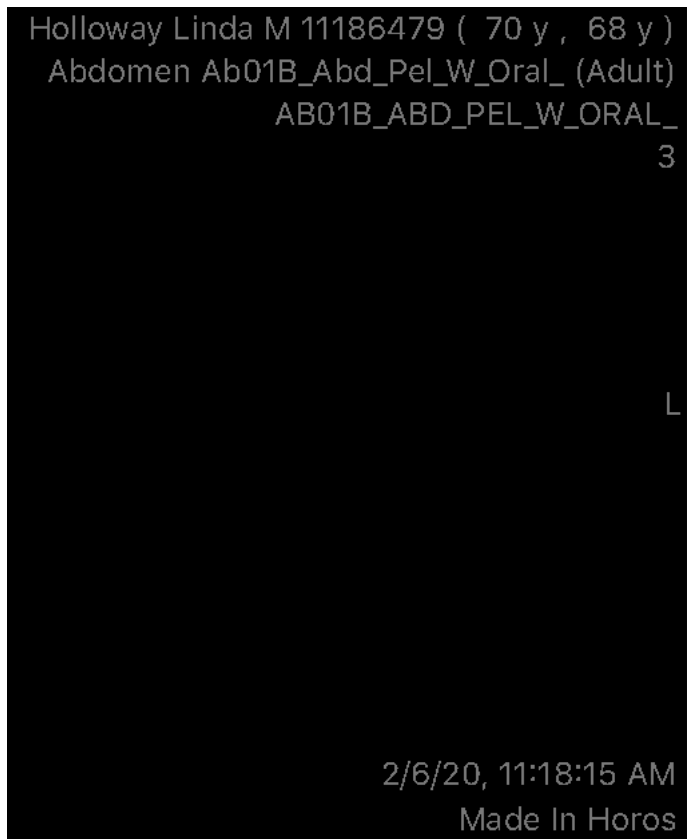 Holloway Linda M 11186479 ( 70 y , 68 y )
Abdomen Ab01B_Abd_Pel_W_Oral_ (Adult)
AB01B_ABD_PEL_W_ORAL_
3
L
2/6/20, 11:18:15 AM
Made In Horos